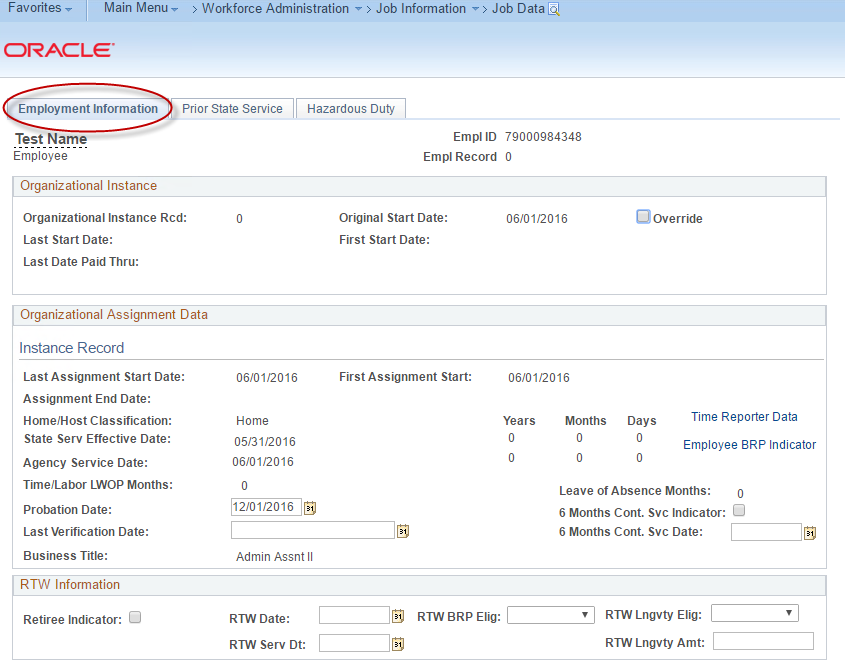 Favorites Main Menu > Workforce Administration > Job Information > Job Data
ORACLE
Employment Information Prior State Service Hazardous Duty
Test Name Empl ID 79000984348
Employee Empl Record 0
Organizational Instance
Organizational Instance Rcd: 0 Original Start Date: 06/01/2016 Override
Last Start Date: First Start Date:
Last Date Paid Thru:
Organizational Assignment Data
Instance Record
Last Assignment Start Date: 06/01/2016 First Assignment Start: 06/01/2016
Assignment End Date:
Home/Host Classification: Home Years Months Days Time Reporter Data
State Serv Effective Date: 05/31/2016 0 0 0 Employee BRP Indicator
Agency Service Date: 06/01/2016 0 0 0
Time/Labor LWOP Months: 0 Leave of Absence Months: 0
Probation Date: 12/01/2016 31 6 Months Cont. Svc Indicator:
Last Verification Date: 31 6 Months Cont. Svc Date: 31
Business Title: Admin Assnt II
RTW Information
Retiree Indicator: RTW Date: 31 RTW BRP Elig: RTW Lngvty Elig:
RTW Serv Dt: 31 RTW Lngvty Amt: